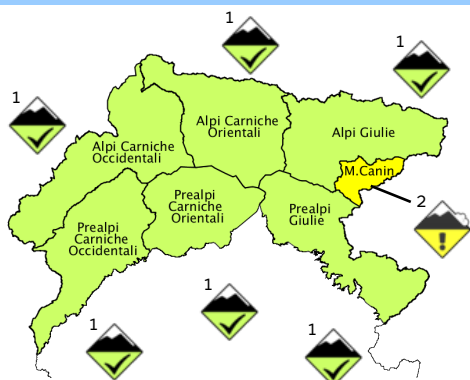 1
1
1
Alpi Carniche
Orientali
Alpi Giulie
Alpi Carniche
Occidentali
M.Canin
2
Prealpi
Carniche
Orientali
Prealpi
Giulie
Prealpi
Carniche
Occidentali
!
1
1
1